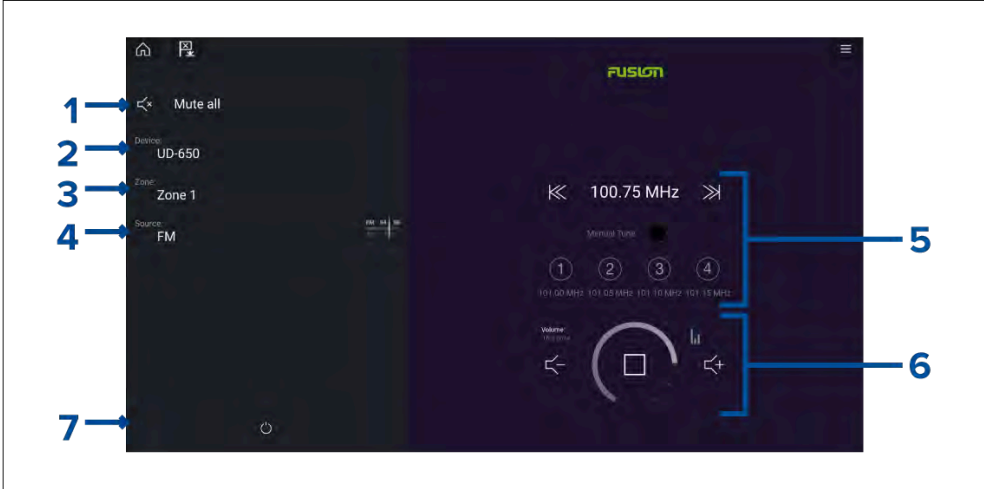 FUSION
1
Mute all
Device:
2
UD-650
Zone:
3
Zone 1
Source:
4
FM
100.75 MHz
Manual Tune
5
1 2 3 4
101.00 MHz 101.05 MHz 101.10 MHz 101.15 MHz
Volume:
6
7